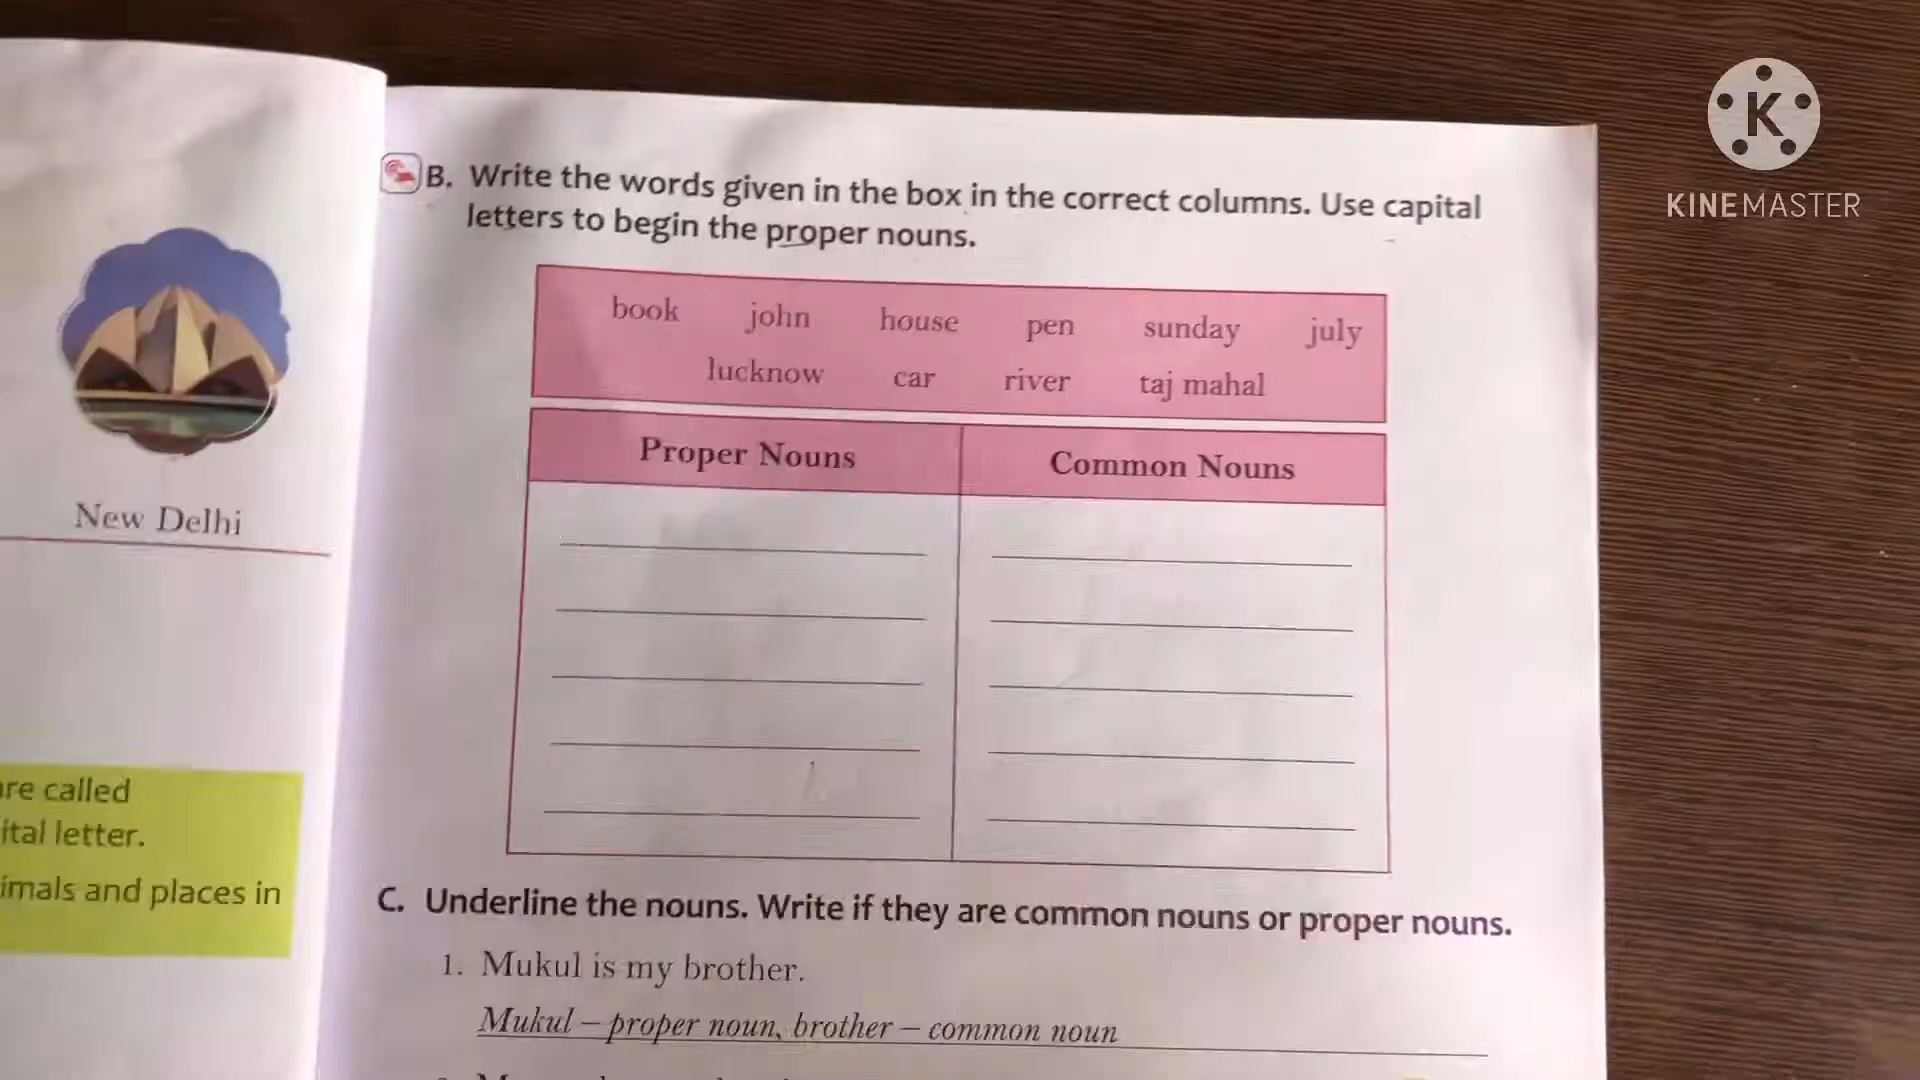 B. Write the words given in the box in the correct columns. Use capital
letters to begin the proper nouns.
book john house pen sunday july
lucknow car river taj mahal
Proper Nouns Common Nouns
C. Underline the nouns. Write if they are common nouns or proper nouns.
1. Mukul is my brother.
Mukul – proper noun, brother – common noun
New Delhi
are called
ital letter.
imals and places in
K
KINEMASTER